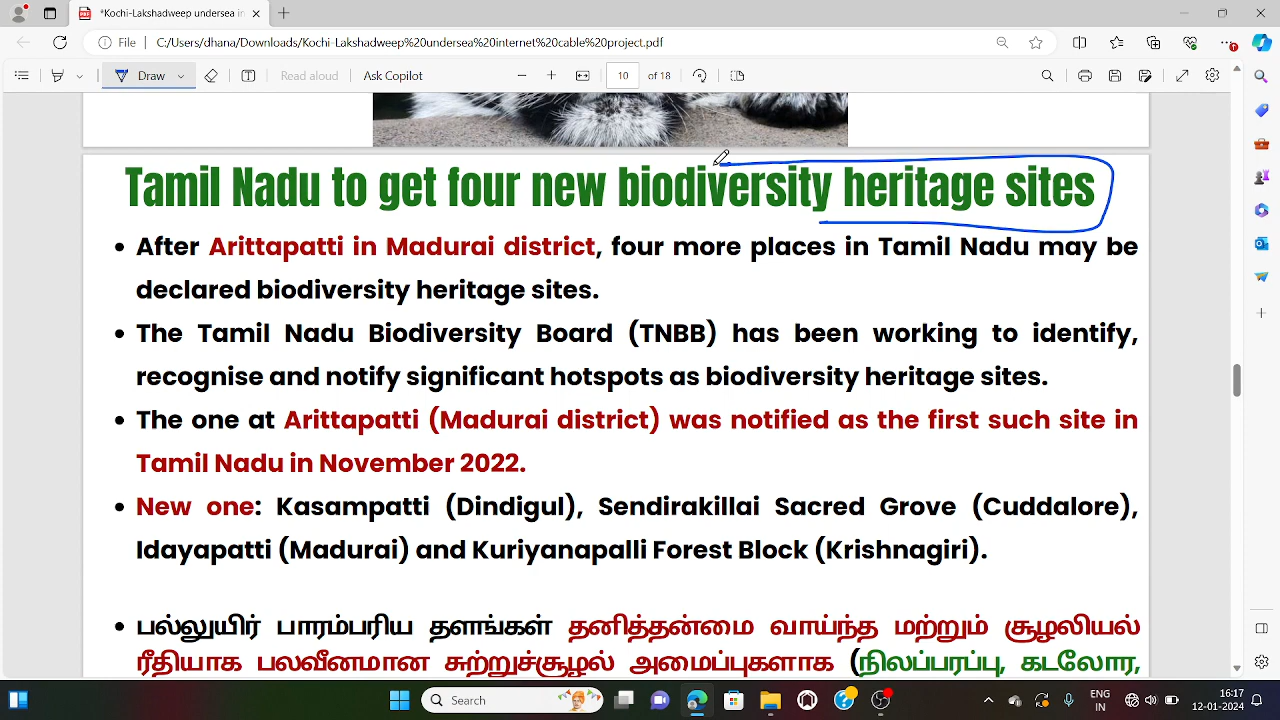 *Kochi-Lakshadweep undersea in
File C:/Users/dhana/Downloads/Kochi-Lakshadweep%20undersea%20internet%20cable%20project.pdf
Draw Read aloud Ask Copilot 10 of 18
Tamil Nadu to get four new biodiversity heritage sites
• After Arittapatti in Madurai district, four more places in Tamil Nadu may be
declared biodiversity heritage sites.
• The Tamil Nadu Biodiversity Board (TNBB) has been working to identify,
recognise and notify significant hotspots as biodiversity heritage sites.
• The one at Arittapatti (Madurai district) was notified as the first such site in
Tamil Nadu in November 2022.
• New one: Kasampatti (Dindigul), Sendirakillai Sacred Grove (Cuddalore),
Idayapatti (Madurai) and Kuriyanapalli Forest Block (Krishnagiri).
• பல்லுயிர் பாரம்பரிய தளங்கள் தனித்தன்மை வாய்ந்த மற்றும் சூழலியல்
ரீதியாக பலவீனமான சுற்றுச்சூழல் அமைப்புகளாக (நிலப்பரப்பு, கடலோர,
Search
ENG 16:17
IN 12-01-2024